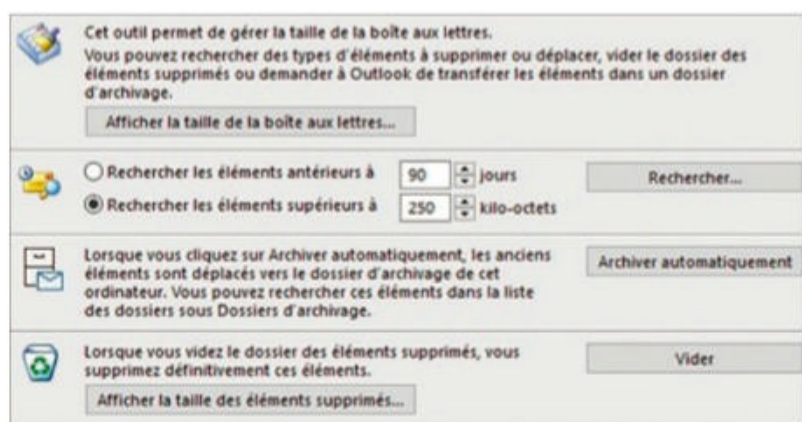 Cet outil permet de gérer la taille de la boîte aux lettres.
Vous pouvez rechercher des types d'éléments à supprimer ou déplacer, vider le dossier des
éléments supprimés ou demander à Outlook de transférer les éléments dans un dossier
d'archivage.
Afficher la taille de la boîte aux lettres...
Rechercher les éléments antérieurs à 90 jours Rechercher...
Rechercher les éléments supérieurs à 250 kilo-octets
Lorsque vous cliquez sur Archiver automatiquement, les anciens
éléments sont déplacés vers le dossier d'archivage de cet
ordinateur. Vous pouvez rechercher ces éléments dans la liste
des dossiers sous Dossiers d'archivage.
Archiver automatiquement
Lorsque vous videz le dossier des éléments supprimés, vous
supprimez définitivement ces éléments.
Vider
Afficher la taille des éléments supprimés...